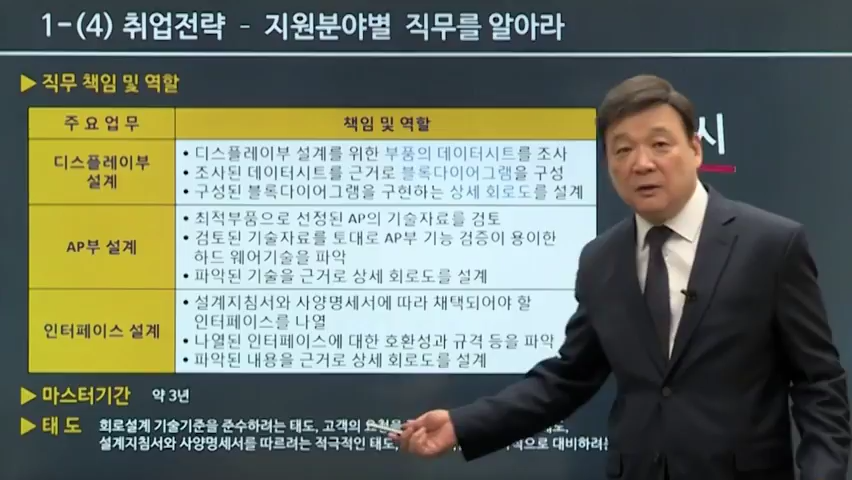 1-(4) 취업전략 - 지원분야별 직무를 알아라
▶ 직무 책임 및 역할
시
주 요 업 무
책임 및 역할
디스플레이부
설계
• 디스플레이부 설계를 위한 부품의 데이터시트를 조사
• 조사된 데이터시트를 근거로 블록다이어그램을 구성
• 구성된 블록다이어그램을 구현하는 상세 회로도를 설계
AP부 설계
• 최적부품으로 선정된 AP의 기술자료를 검토
• 검토된 기술자료를 토대로 AP부 기능 검증이 용이한
하드 웨어기술을 파악
• 파악된 기술을 근거로 상세 회로도를 설계
인터페이스 설계
• 설계지침서와 사양명세서에 따라 채택되어야 할
인터페이스를 나열
• 나열된 인터페이스에 대한 호환성과 규격 등을 파악
• 파악된 내용을 근거로 상세 회로도를 설계
▶ 마스터기간 약 3년
▶ 태 도 회로설계 기술기준을 준수하려는 태도, 고객의
설계지침서와 사양명세서를 따르려는 적극적인 태도, 으로 대비하려는